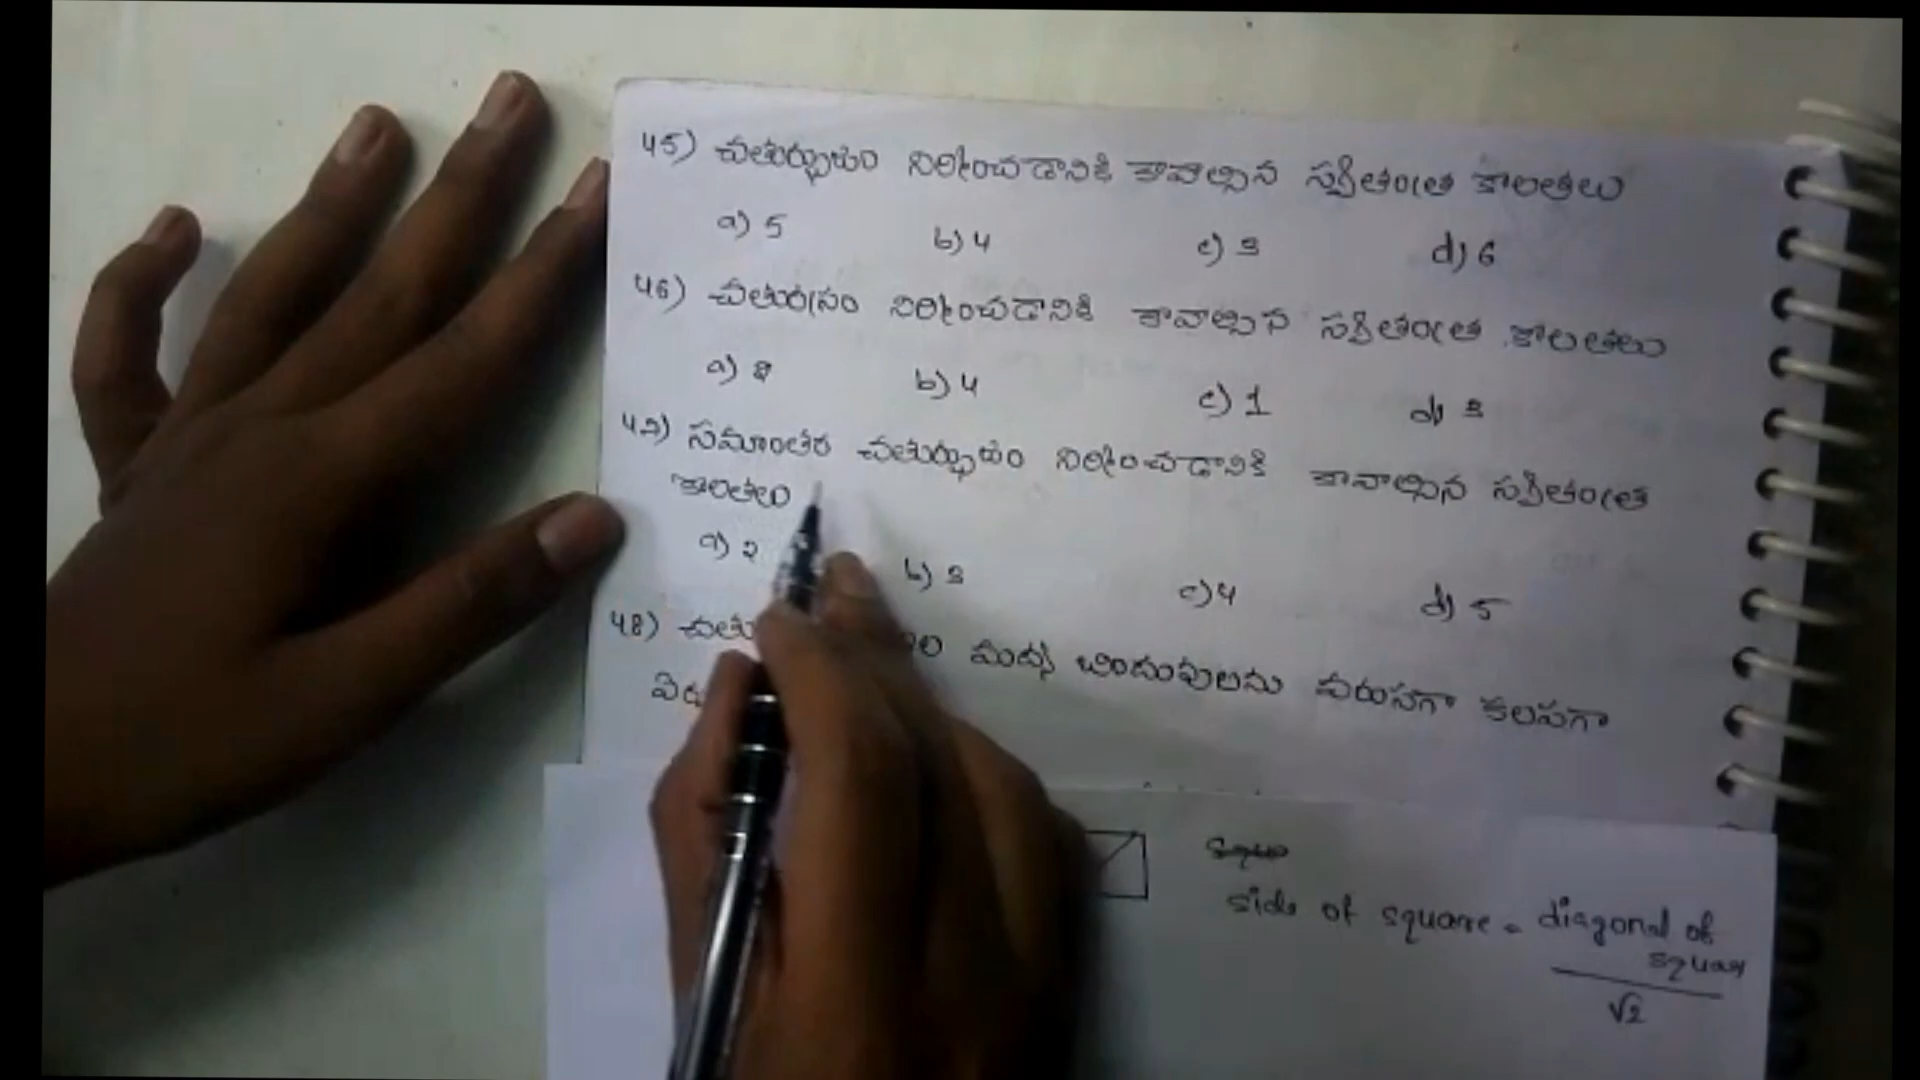 45) చతుర్భుజం నిర్మించడానికి కావాల్సిన స్వతంత్ర కొలతలు
a) 5 b) 4 c) 3 d) 6
46) చతురస్రం నిర్మించడానికి కావాల్సిన స్వతంత్ర కొలతలు
b) 4 c) 1 d) 3
47) సమాంతర చతుర్భుజం నిర్మించడానికి కావాల్సిన స్వతంత్ర
కొలతలు
a) 2 b) 3 c) 4 d) 5
48) మధ్య బిందువులను వరుసగా కలపగా
side of square = diagonal of
squar
√2